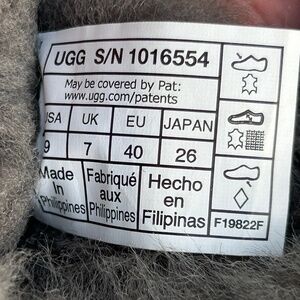 UGG S/N 1016554
May be covered by Pat:
www.ugg.com/patents
USA UK EU JAPAN
9 7 40 26
Made In Philippines
Fabriqué aux Philippines
Hecho en Filipinas
F19822F